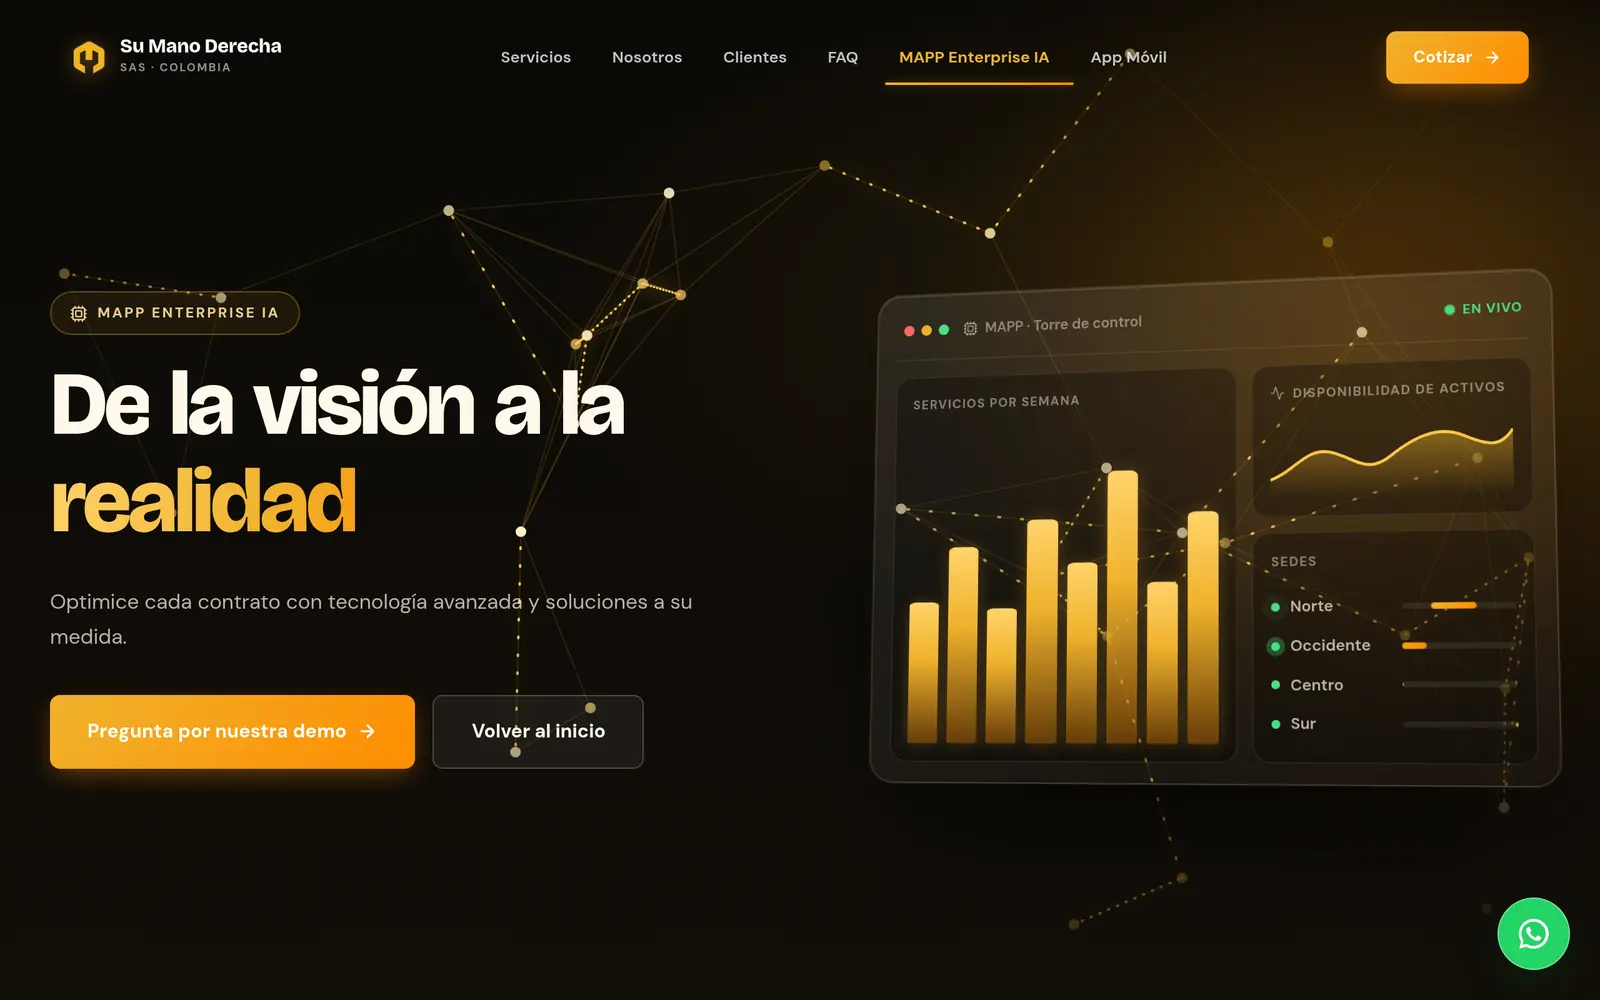 Su Mano Derecha
SAS · COLOMBIA
Servicios
Nosotros
Clientes
FAQ
MAPP Enterprise IA
App Móvil
Cotizar
MAPP ENTERPRISE IA
De la visión a la
realidad
Optimice cada contrato con tecnología avanzada y soluciones a su
medida.
Pregunta por nuestra demo
Volver al inicio
MAPP · Torre de control
EN VIVO
SERVICIOS POR SEMANA
DISPONIBILIDAD DE ACTIVOS
SEDES
Norte
Occidente
Centro
Sur